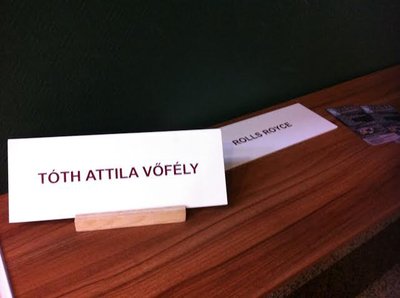 TÓTH ATTILA VŐFÉLY
ROLLS ROYCE